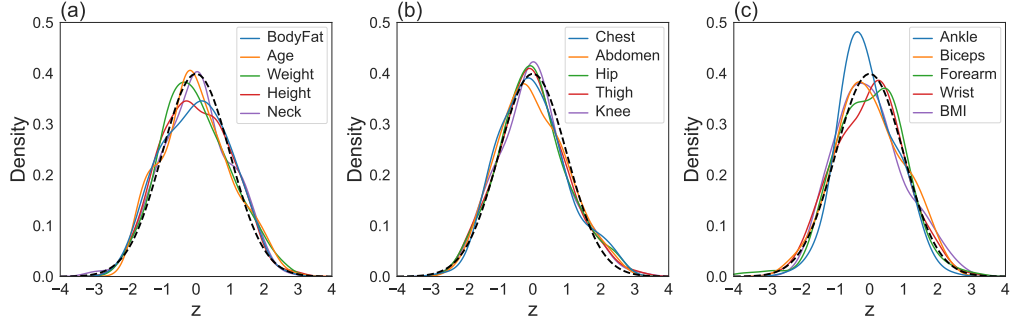 (a)
0.5
0.4
0.3
0.2
0.1
0.0
Density
−4 −3 −2 −1 0 1 2 3 4
z
BodyFat
Age
Weight
Height
Neck
(b)
0.5
0.4
0.3
0.2
0.1
0.0
Density
−4 −3 −2 −1 0 1 2 3 4
z
Chest
Abdomen
Hip
Thigh
Knee
(c)
0.5
0.4
0.3
0.2
0.1
0.0
Density
−4 −3 −2 −1 0 1 2 3 4
z
Ankle
Biceps
Forearm
Wrist
BMI